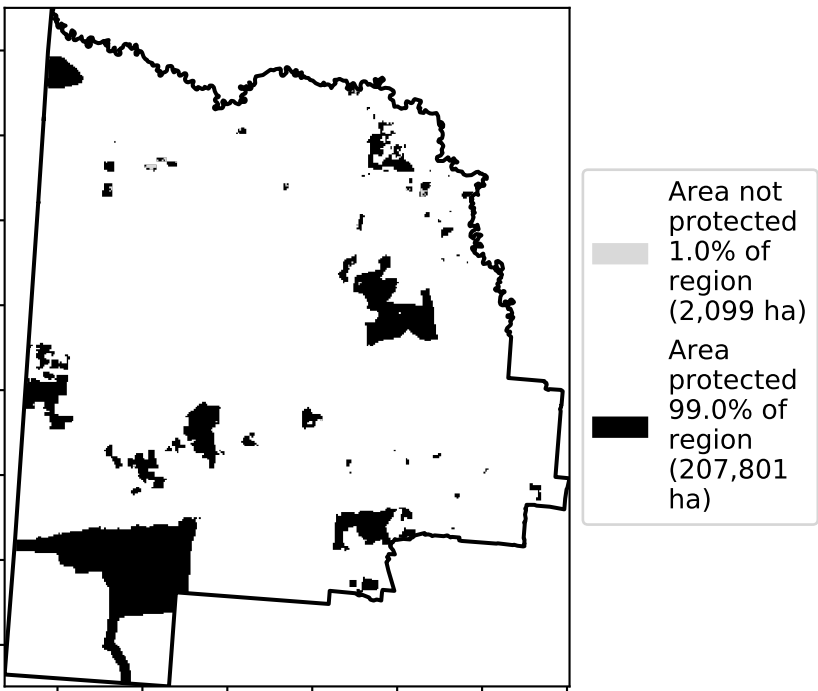 Area not
protected
1.0% of
region
(2,099 ha)
Area
protected
99.0% of
region
(207,801
ha)